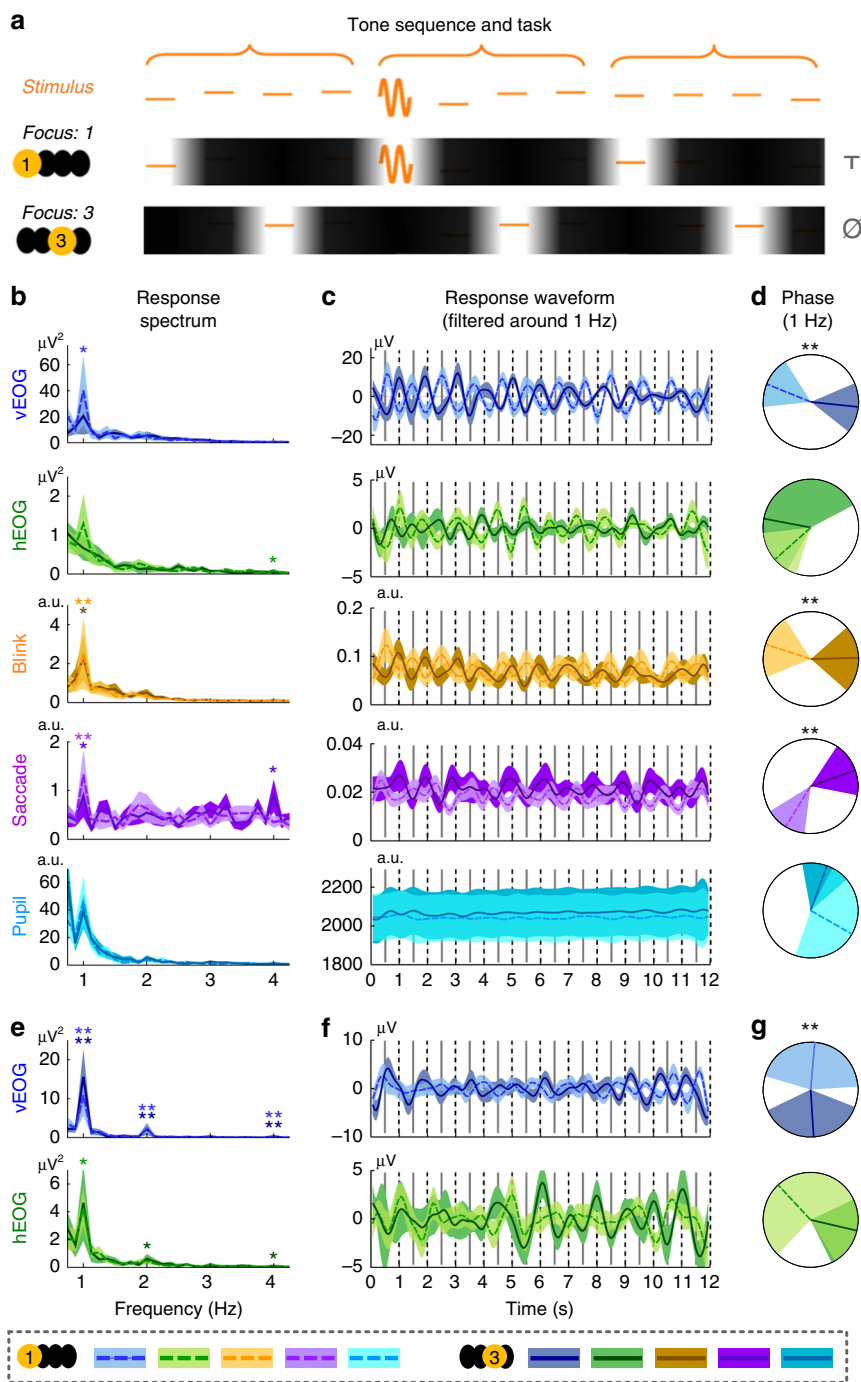 a
Tone sequence and task
Stimulus
Focus: 1
1
⊤
Focus: 3
3
Ø
b
Response
spectrum
c
Response waveform
(filtered around 1 Hz)
d
Phase
(1 Hz)
vEOG
μV²
60
40
20
0
*
μV
20
0
−20
**
hEOG
μV²
2
1
0
*
μV
5
0
−5
Blink
a.u.
4
2
0
**
*
a.u.
0.2
0.1
0
**
Saccade
a.u.
2
1
0
**
*
*
a.u.
0.04
0.02
0
**
Pupil
a.u.
60
40
20
0
1 2 3 4
a.u.
2200
2000
1800
0 1 2 3 4 5 6 7 8 9 10 11 12
e
vEOG
μV²
20
10
0
**
**
**
**
**
**
f
μV
10
0
−10
g
**
hEOG
μV²
6
4
2
0
*
*
*
1 2 3 4
Frequency (Hz)
μV
5
0
−5
0 1 2 3 4 5 6 7 8 9 10 11 12
Time (s)
1
3